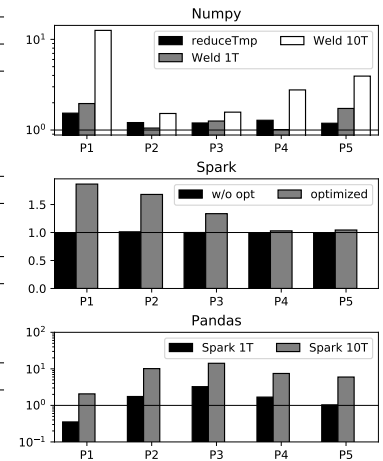 Numpy
10¹
10⁰
reduceTmp
Weld 1T
Weld 10T
P1 P2 P3 P4 P5
Spark
1.5
1.0
0.5
0.0
w/o opt
optimized
P1 P2 P3 P4 P5
Pandas
10²
10¹
10⁰
10⁻¹
Spark 1T
Spark 10T
P1 P2 P3 P4 P5